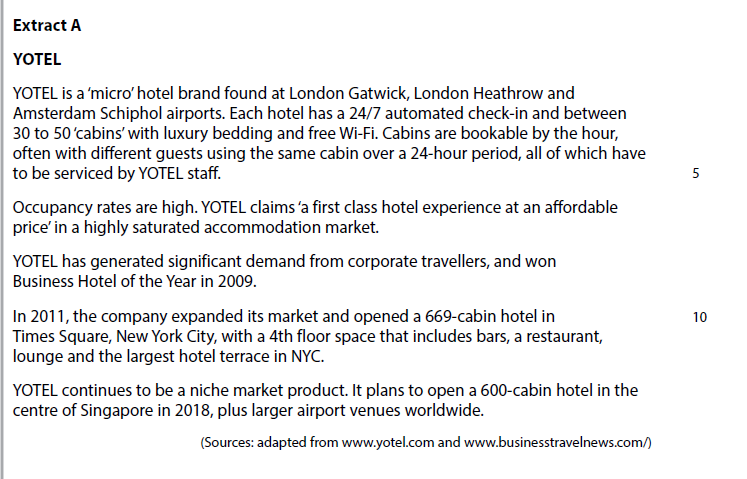 Extract A
YOTEL
YOTEL is a ‘micro’ hotel brand found at London Gatwick, London Heathrow and
Amsterdam Schiphol airports. Each hotel has a 24/7 automated check-in and between
30 to 50 ‘cabins’ with luxury bedding and free Wi-Fi. Cabins are bookable by the hour,
often with different guests using the same cabin over a 24-hour period, all of which have
to be serviced by YOTEL staff. 5
Occupancy rates are high. YOTEL claims ‘a first class hotel experience at an affordable
price’ in a highly saturated accommodation market.
YOTEL has generated significant demand from corporate travellers, and won
Business Hotel of the Year in 2009.
In 2011, the company expanded its market and opened a 669-cabin hotel in 10
Times Square, New York City, with a 4th floor space that includes bars, a restaurant,
lounge and the largest hotel terrace in NYC.
YOTEL continues to be a niche market product. It plans to open a 600-cabin hotel in the
centre of Singapore in 2018, plus larger airport venues worldwide.
(Sources: adapted from www.yotel.com and www.businesstravelnews.com/)